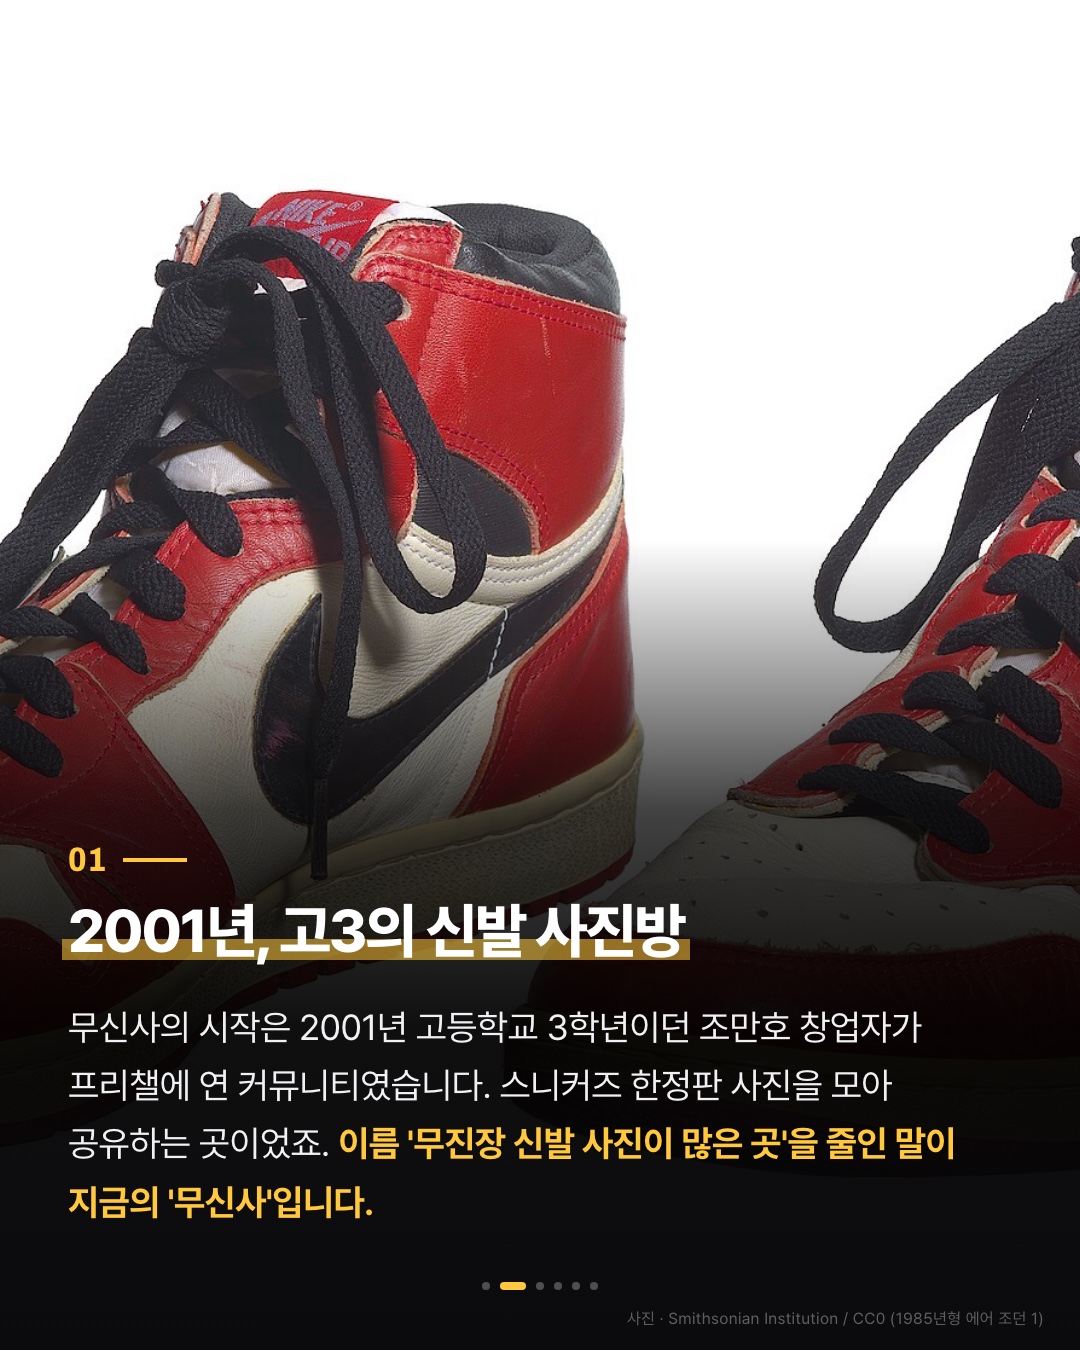 NIKE®
AIR
01
2001년, 고3의 신발 사진방
무신사의 시작은 2001년 고등학교 3학년이던 조만호 창업자가
프리챌에 연 커뮤니티였습니다. 스니커즈 한정판 사진을 모아
공유하는 곳이었죠. 이름 '무진장 신발 사진이 많은 곳'을 줄인 말이
지금의 '무신사'입니다.
사진 · Smithsonian Institution / CC0 (1985년형 에어 조던 1)